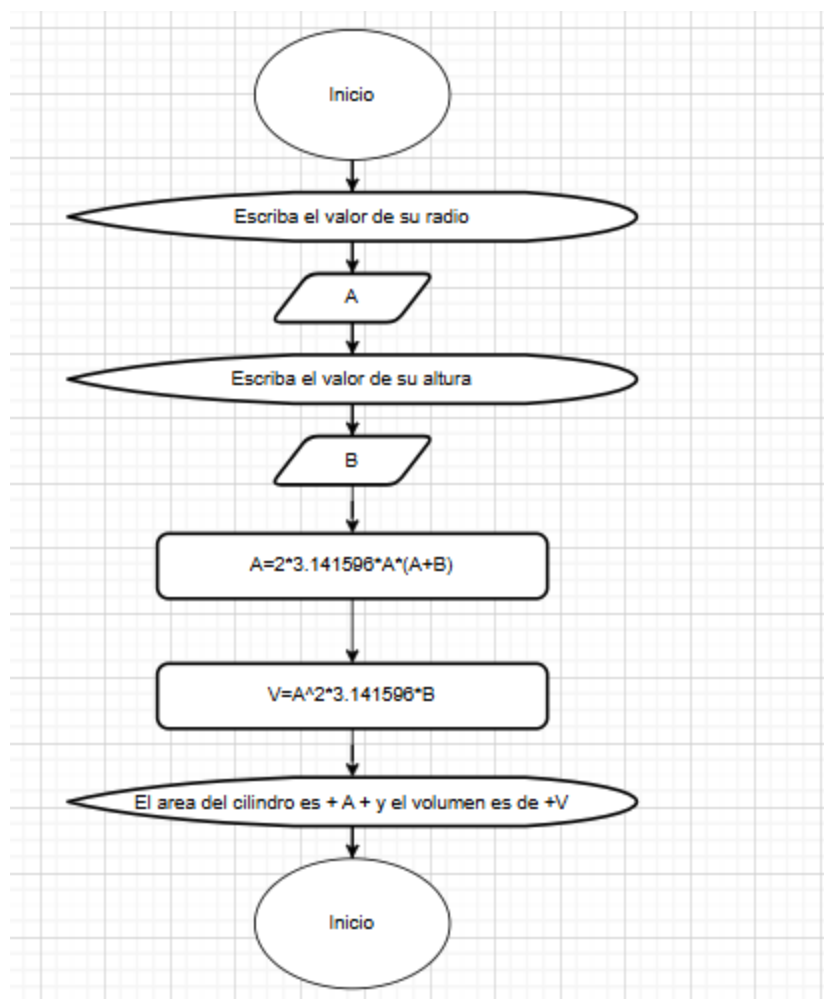 Inicio
Escriba el valor de su radio
A
Escriba el valor de su altura
B
A=2*3.141596*A*(A+B)
V=A^2*3.141596*B
El area del cilindro es + A + y el volumen es de +V
Inicio